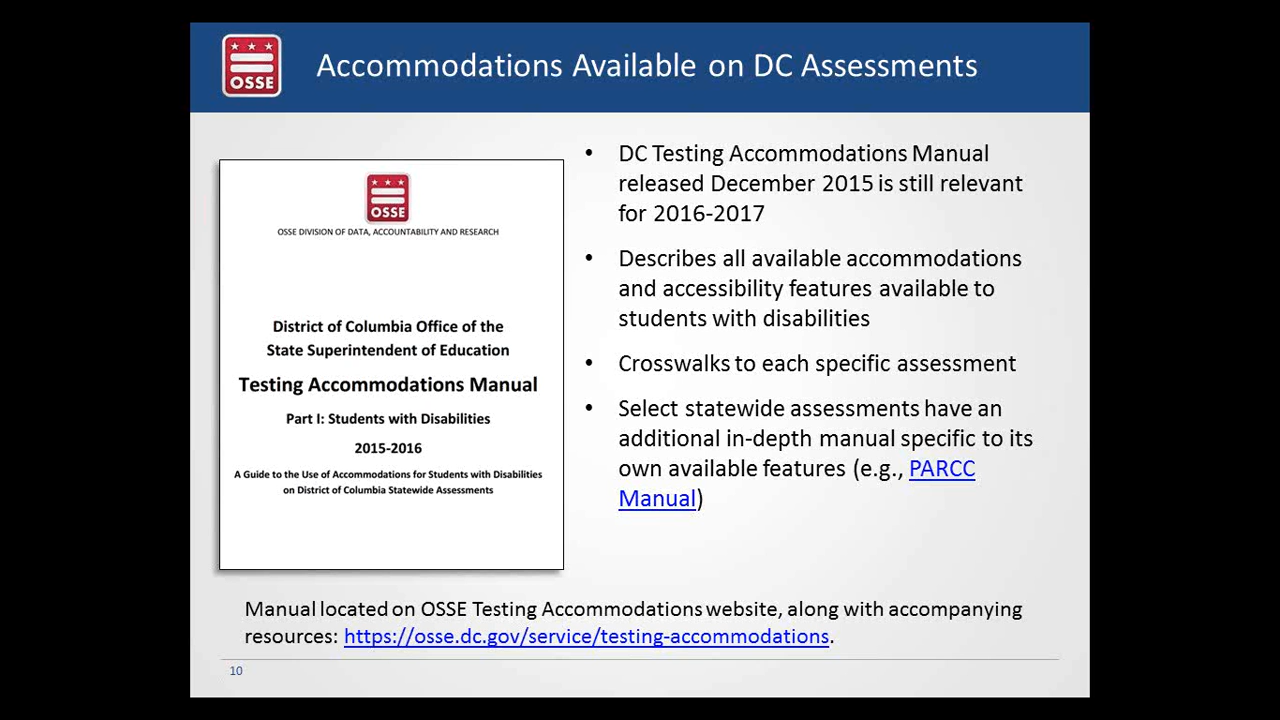 OSSE
Accommodations Available on DC Assessments
OSSE
OSSE DIVISION OF DATA, ACCOUNTABILITY AND RESEARCH
District of Columbia Office of the
State Superintendent of Education
Testing Accommodations Manual
Part I: Students with Disabilities
2015-2016
A Guide to the Use of Accommodations for Students with Disabilities
on District of Columbia Statewide Assessments
• DC Testing Accommodations Manual
released December 2015 is still relevant
for 2016-2017
• Describes all available accommodations
and accessibility features available to
students with disabilities
• Crosswalks to each specific assessment
• Select statewide assessments have an
additional in-depth manual specific to its
own available features (e.g., PARCC
Manual)
Manual located on OSSE Testing Accommodations website, along with accompanying
resources: https://osse.dc.gov/service/testing-accommodations.
10